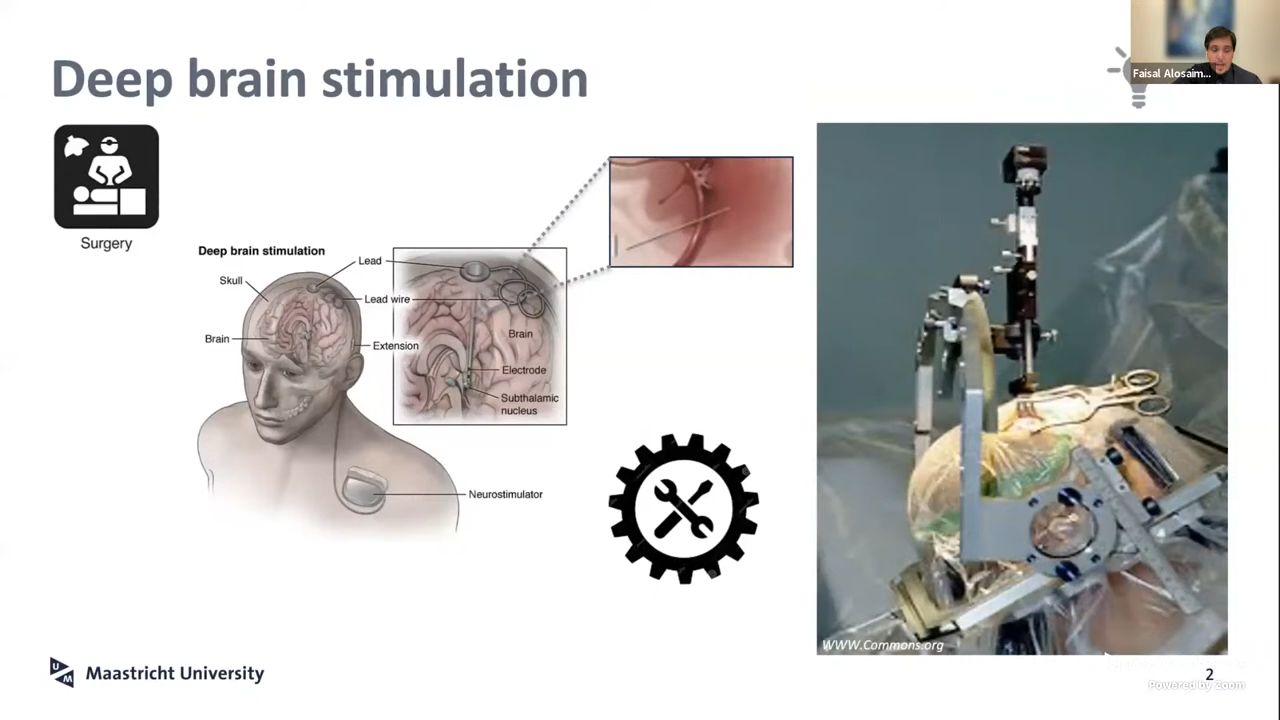 Deep brain stimulation
Faisal Alosaim...
Surgery
Deep brain stimulation
Skull
Brain
Lead
Lead wire
Extension
Brain
Electrode
Subthalamic
nucleus
Neurostimulator
WWW.Commons.org
UM
Maastricht University
2
Powered by Zoom